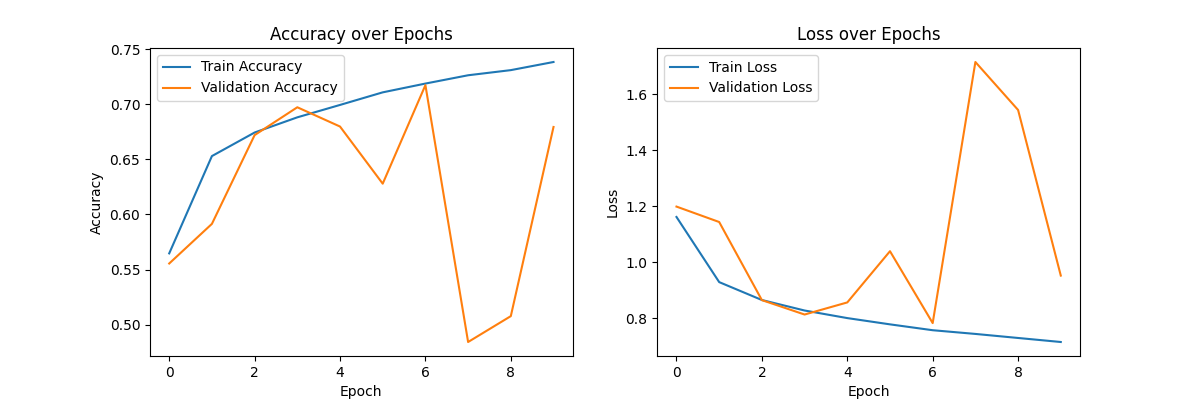 Accuracy over Epochs
Train Accuracy
Validation Accuracy
0.75
0.70
0.65
0.60
0.55
0.50
Accuracy
0
2
4
6
8
Epoch
Loss over Epochs
Train Loss
Validation Loss
1.6
1.4
1.2
1.0
0.8
Loss
0
2
4
6
8
Epoch